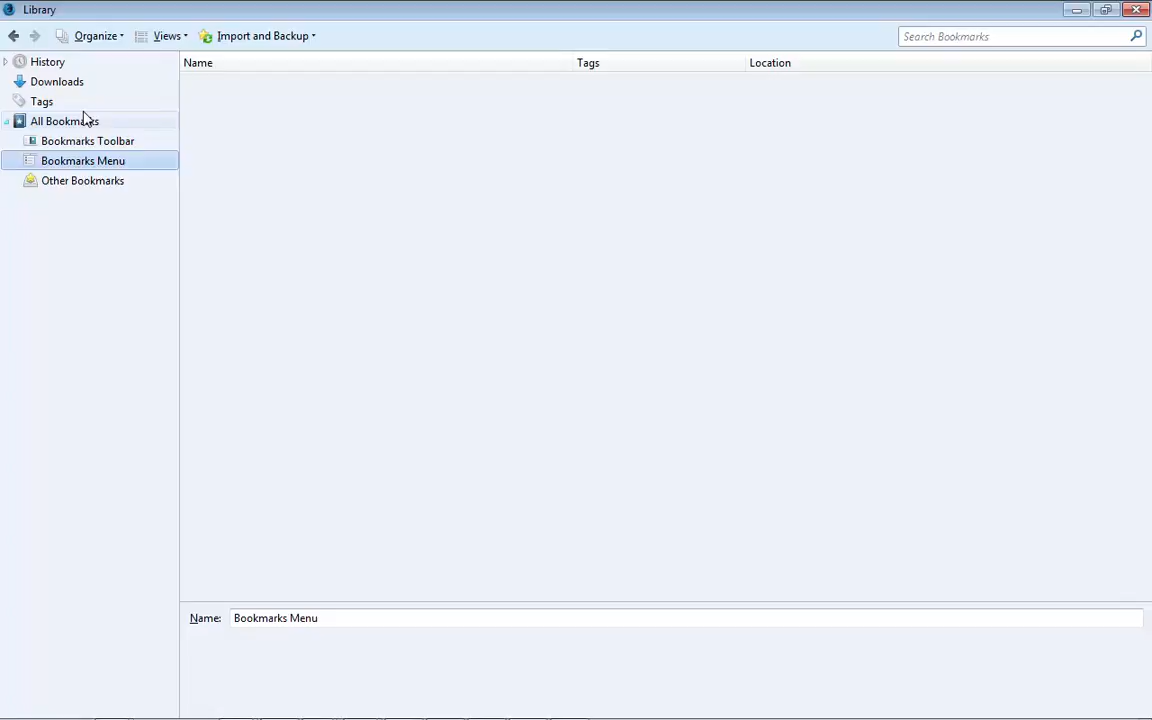 Library
Organize Views Import and Backup Search Bookmarks
History
Downloads
Tags
All Bookmarks
Bookmarks Toolbar
Bookmarks Menu
Other Bookmarks
Name Tags Location
Name: Bookmarks Menu